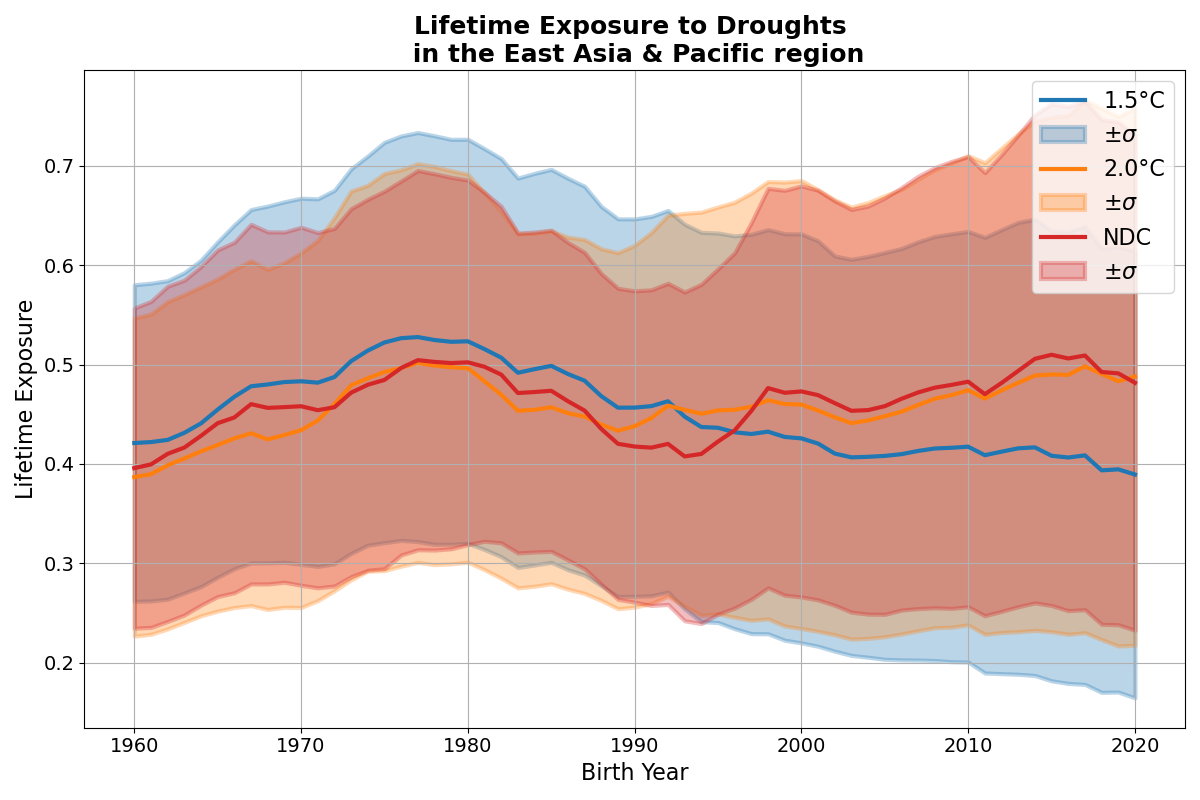 Lifetime Exposure to Droughts
in the East Asia & Pacific region
Lifetime Exposure
0.7
0.6
0.5
0.4
0.3
0.2
1.5°C
±σ
2.0°C
±σ
NDC
±σ
1960 1970 1980 1990 2000 2010 2020
Birth Year